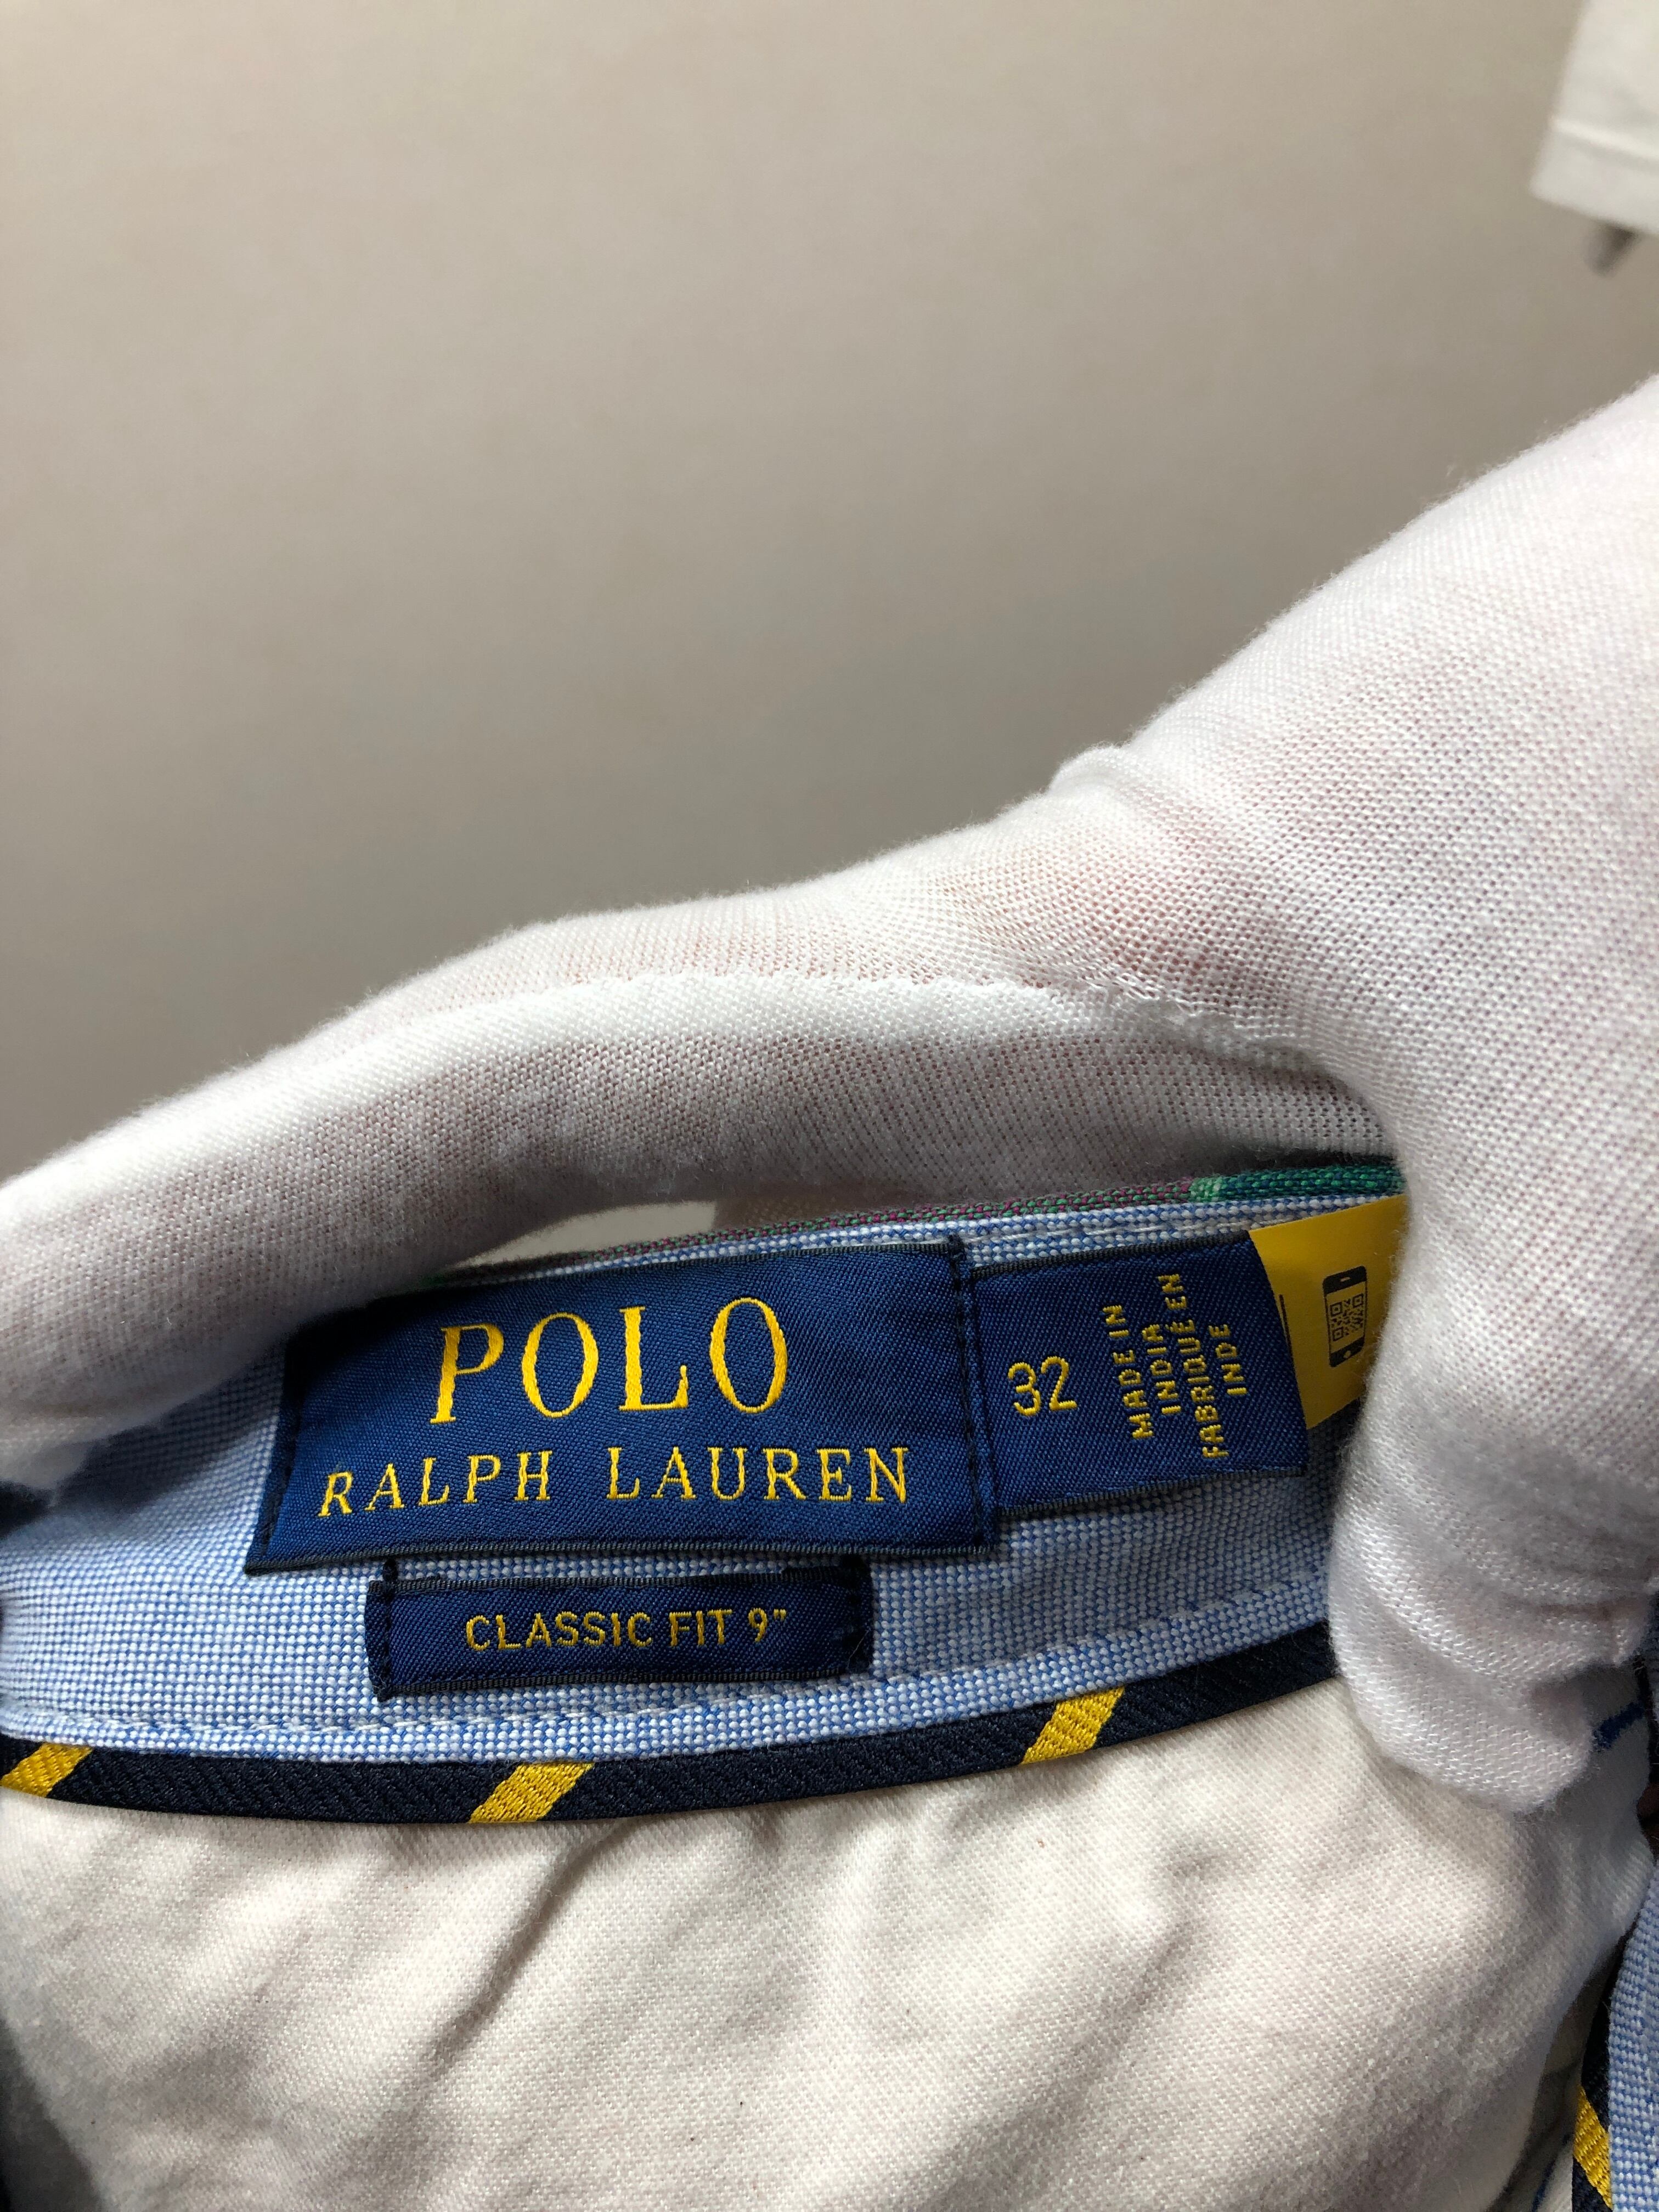 POLO
RALPH LAUREN
32
MADE IN
INDIA
FABRIQUÉ EN
INDE
CLASSIC FIT 9"